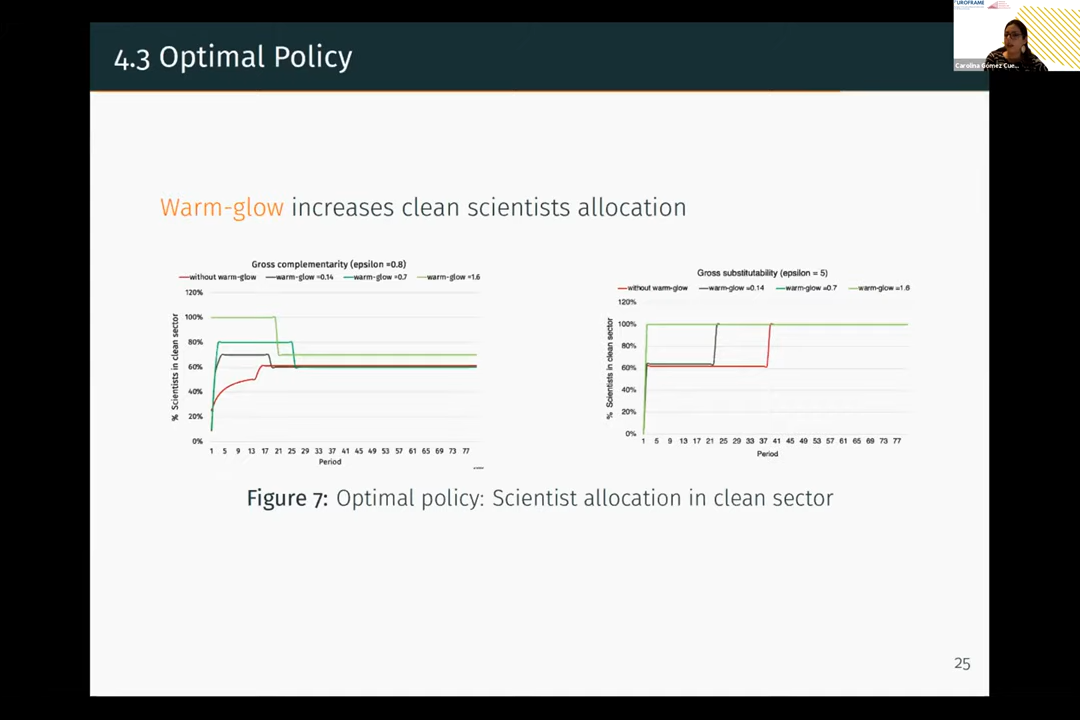 4.3 Optimal Policy
UROFRAME
Carolina Gómez Cue...
Warm-glow increases clean scientists allocation
Gross complementarity (epsilon =0.8)
without warm-glow warm-glow =0.14 warm-glow =0.7 warm-glow =1.6
120%
100%
80%
60%
40%
20%
0%
% Scientists in clean sector
1 5 9 13 17 21 25 29 33 37 41 45 49 53 57 61 65 69 73 77
Period
Gross substitutability (epsilon = 5)
without warm-glow warm-glow =0.14 warm-glow =0.7 warm-glow =1.6
120%
100%
80%
60%
40%
20%
0%
% Scientists in clean sector
1 5 9 13 17 21 25 29 33 37 41 45 49 53 57 61 65 69 73 77
Period
Figure 7: Optimal policy: Scientist allocation in clean sector
25